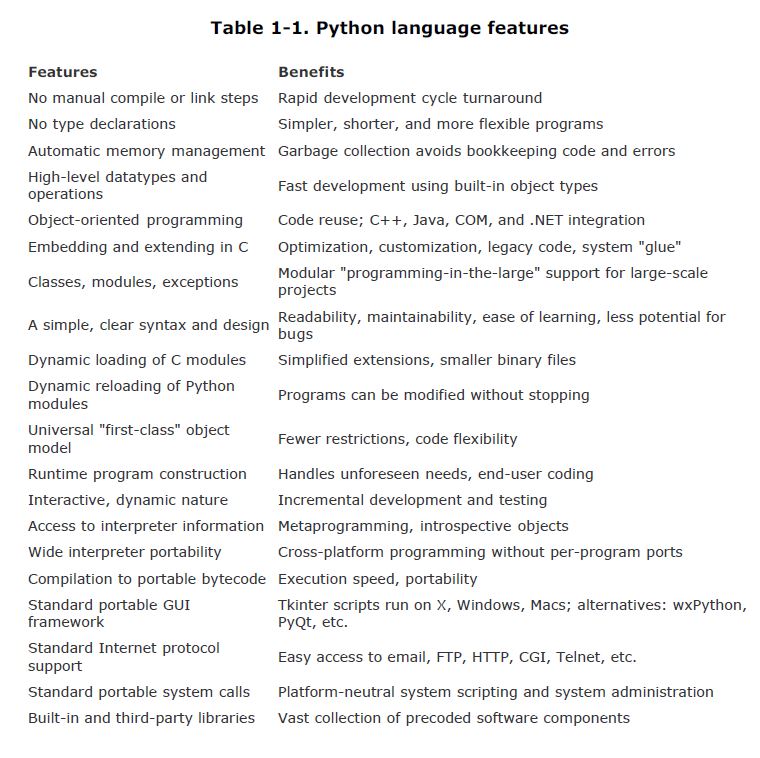 Table 1-1. Python language features
Features Benefits
No manual compile or link steps Rapid development cycle turnaround
No type declarations Simpler, shorter, and more flexible programs
Automatic memory management Garbage collection avoids bookkeeping code and errors
High-level datatypes and
operations
Fast development using built-in object types
Object-oriented programming Code reuse; C++, Java, COM, and .NET integration
Embedding and extending in C Optimization, customization, legacy code, system "glue"
Classes, modules, exceptions
Modular "programming-in-the-large" support for large-scale
projects
A simple, clear syntax and design
Readability, maintainability, ease of learning, less potential for
bugs
Dynamic loading of C modules Simplified extensions, smaller binary files
Dynamic reloading of Python
modules
Programs can be modified without stopping
Universal "first-class" object
model
Fewer restrictions, code flexibility
Runtime program construction Handles unforeseen needs, end-user coding
Interactive, dynamic nature Incremental development and testing
Access to interpreter information Metaprogramming, introspective objects
Wide interpreter portability Cross-platform programming without per-program ports
Compilation to portable bytecode Execution speed, portability
Standard portable GUI
framework
Tkinter scripts run on X, Windows, Macs; alternatives: wxPython,
PyQt, etc.
Standard Internet protocol
support
Easy access to email, FTP, HTTP, CGI, Telnet, etc.
Standard portable system calls Platform-neutral system scripting and system administration
Built-in and third-party libraries Vast collection of precoded software components